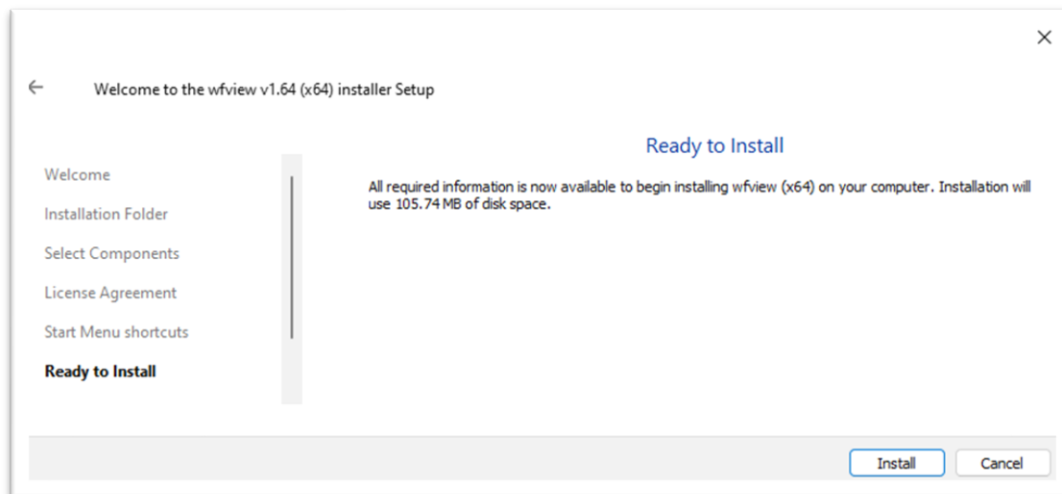 Welcome to the wfview v1.64 (x64) installer Setup
Ready to Install
Welcome
Installation Folder
Select Components
License Agreement
Start Menu shortcuts
Ready to Install
All required information is now available to begin installing wfview (x64) on your computer. Installation will
use 105.74 MB of disk space.
Install
Cancel